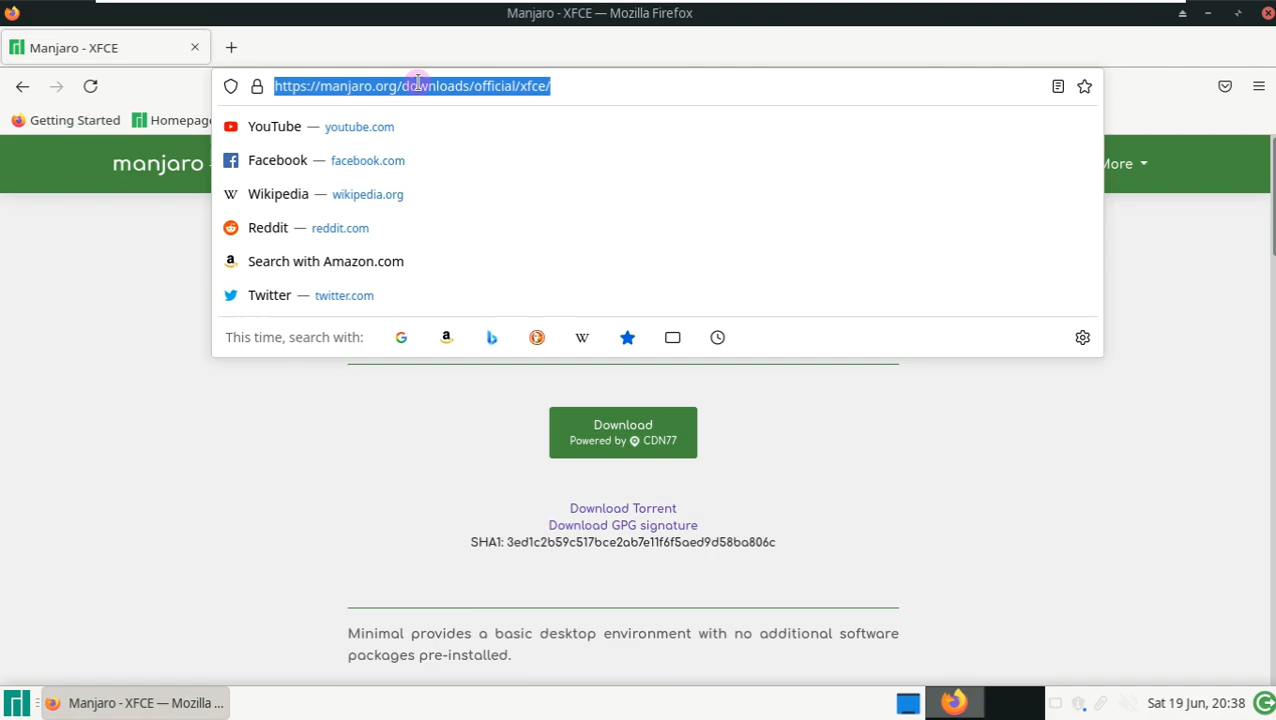 Manjaro - XFCE — Mozilla Firefox
Manjaro - XFCE
https://manjaro.org/downloads/official/xfce/
Getting Started
Homepag
YouTube — youtube.com
Facebook — facebook.com
Wikipedia — wikipedia.org
Reddit — reddit.com
Search with Amazon.com
Twitter — twitter.com
This time, search with:
manjaro
More
Download
Powered by CDN77
Download Torrent
Download GPG signature
SHA1: 3ed1c2b59c517bce2ab7e11f6f5aed9d58ba806c
Minimal provides a basic desktop environment with no additional software
packages pre-installed.
Manjaro - XFCE — Mozilla ...
Sat 19 Jun, 20:38